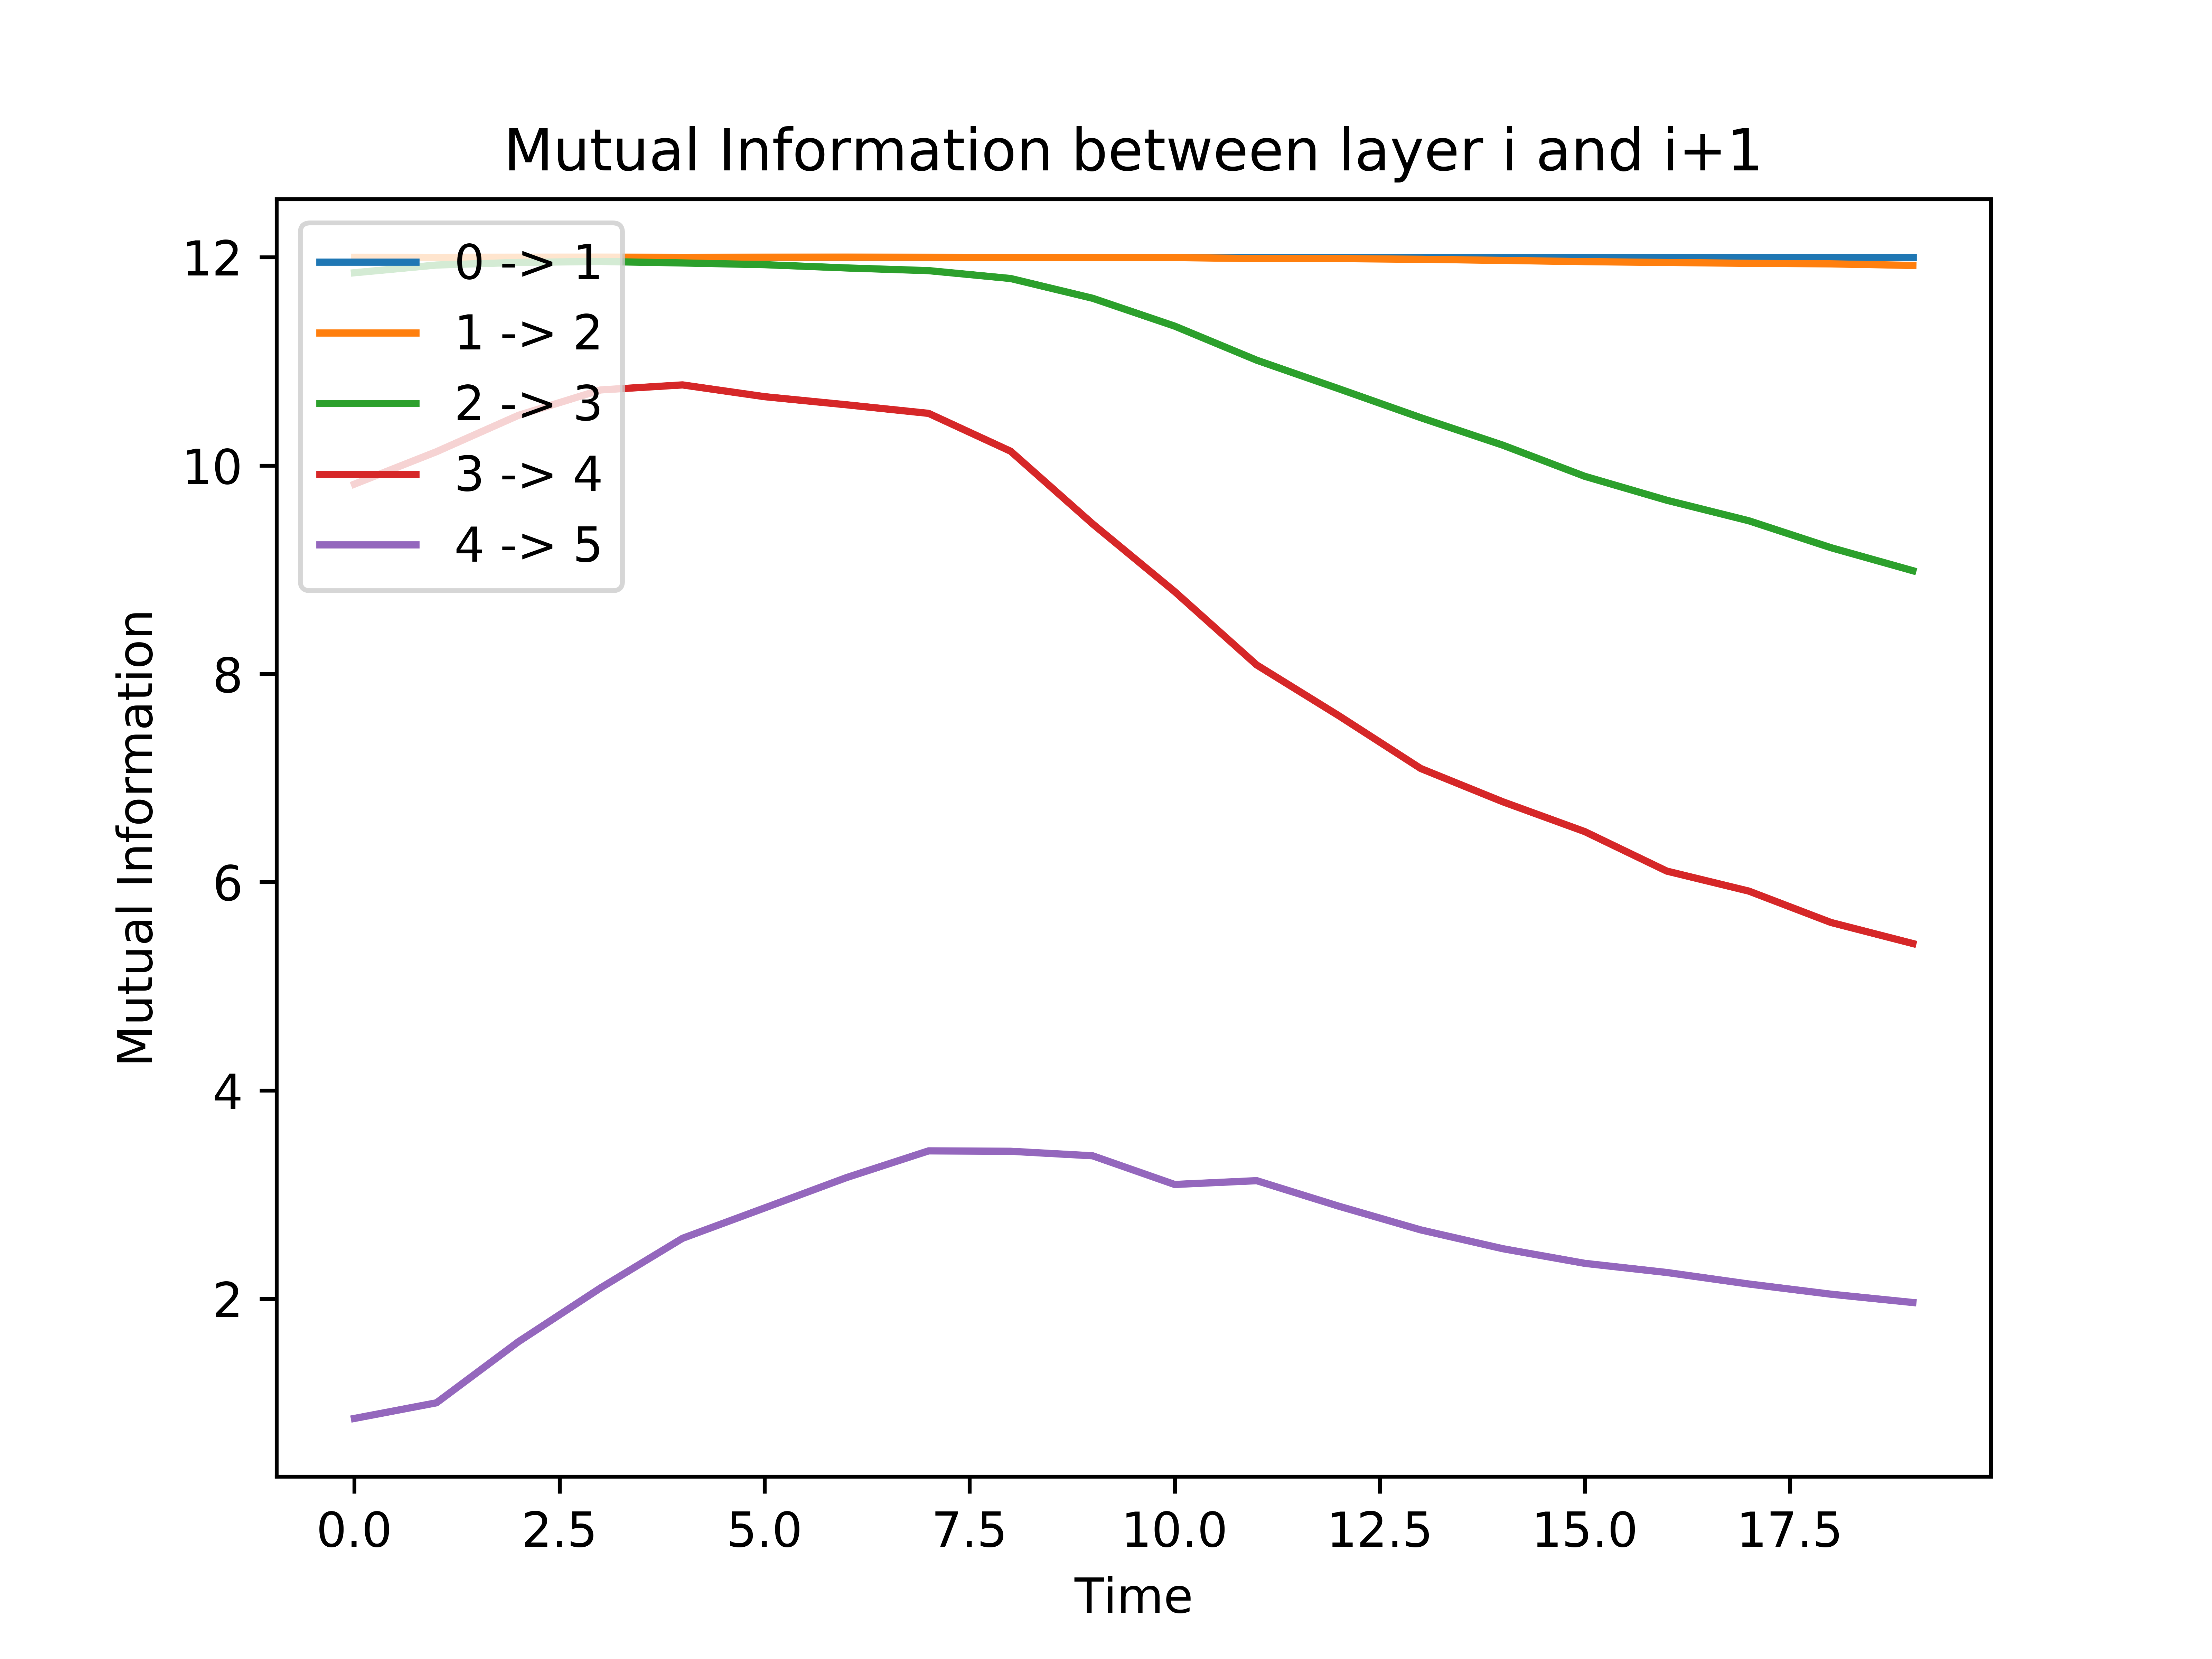 Mutual Information between layer i and i+1
0 -> 1
1 -> 2
2 -> 3
3 -> 4
4 -> 5
12
10
8
6
4
2
Mutual Information
0.0 2.5 5.0 7.5 10.0 12.5 15.0 17.5
Time